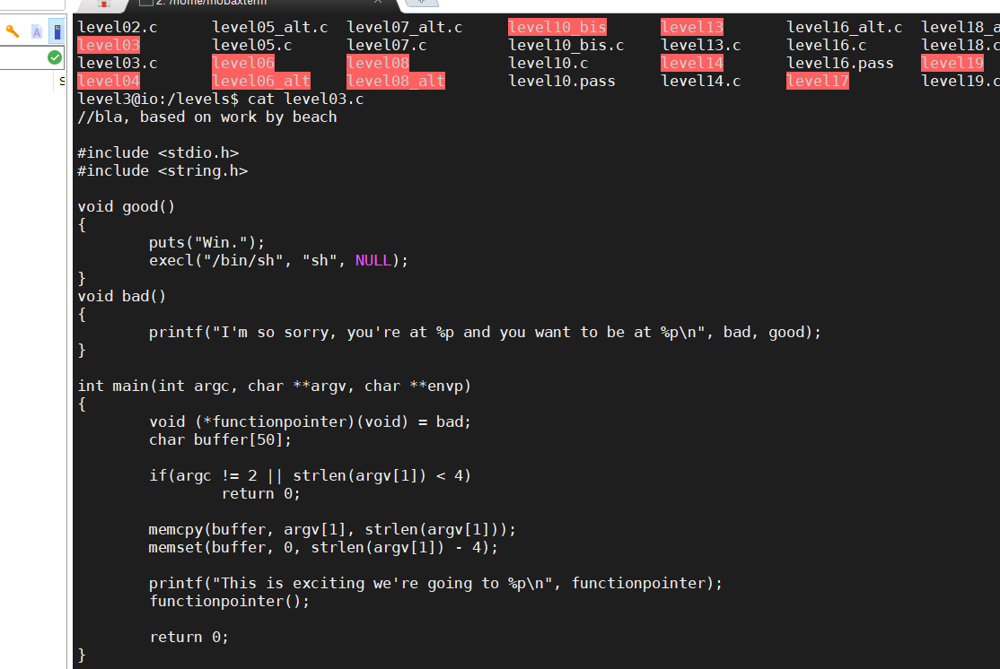 2. /home/mobaxterm
level02.c level05_alt.c level07_alt.c level10_bis level13 level16_alt.c level18_a
level03 level05.c level07.c level10_bis.c level13.c level16.c level18.c
level03.c level06 level08 level10.c level14 level16.pass level19
level04 level06_alt level08_alt level10.pass level14.c level17 level19.c
level3@io:/levels$ cat level03.c
//bla, based on work by beach
#include <stdio.h>
#include <string.h>
void good()
{
        puts("Win.");
        execl("/bin/sh", "sh", NULL);
}
void bad()
{
        printf("I'm so sorry, you're at %p and you want to be at %p\n", bad, good);
}
int main(int argc, char **argv, char **envp)
{
        void (*functionpointer)(void) = bad;
        char buffer[50];
        if(argc != 2 || strlen(argv[1]) < 4)
                return 0;
        memcpy(buffer, argv[1], strlen(argv[1]));
        memset(buffer, 0, strlen(argv[1]) - 4);
        printf("This is exciting we're going to %p\n", functionpointer);
        functionpointer();
        return 0;
}